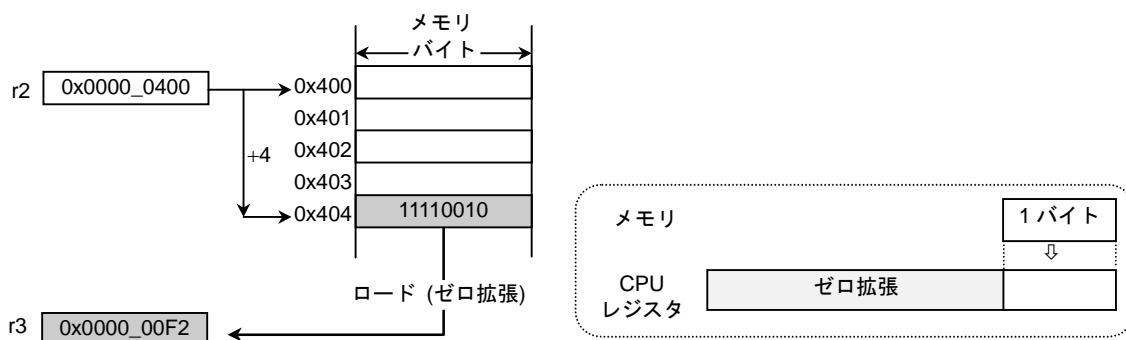 メモリ
バイト
r2 0x0000_0400 0x400
0x401
+4 0x402
0x403
0x404 11110010
ロード (ゼロ拡張)
r3 0x0000_00F2
メモリ 1 バイト
⇩
CPU ゼロ拡張
レジスタ